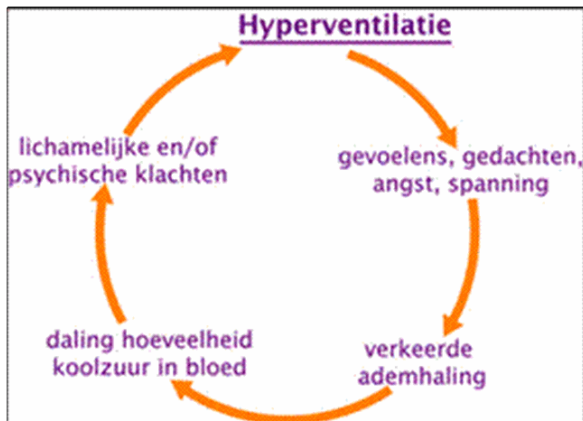 Hyperventilatie
gevoelens, gedachten,
angst, spanning
verkeerde
ademhaling
daling hoeveelheid
koolzuur in bloed
lichamelijke en/of
psychische klachten